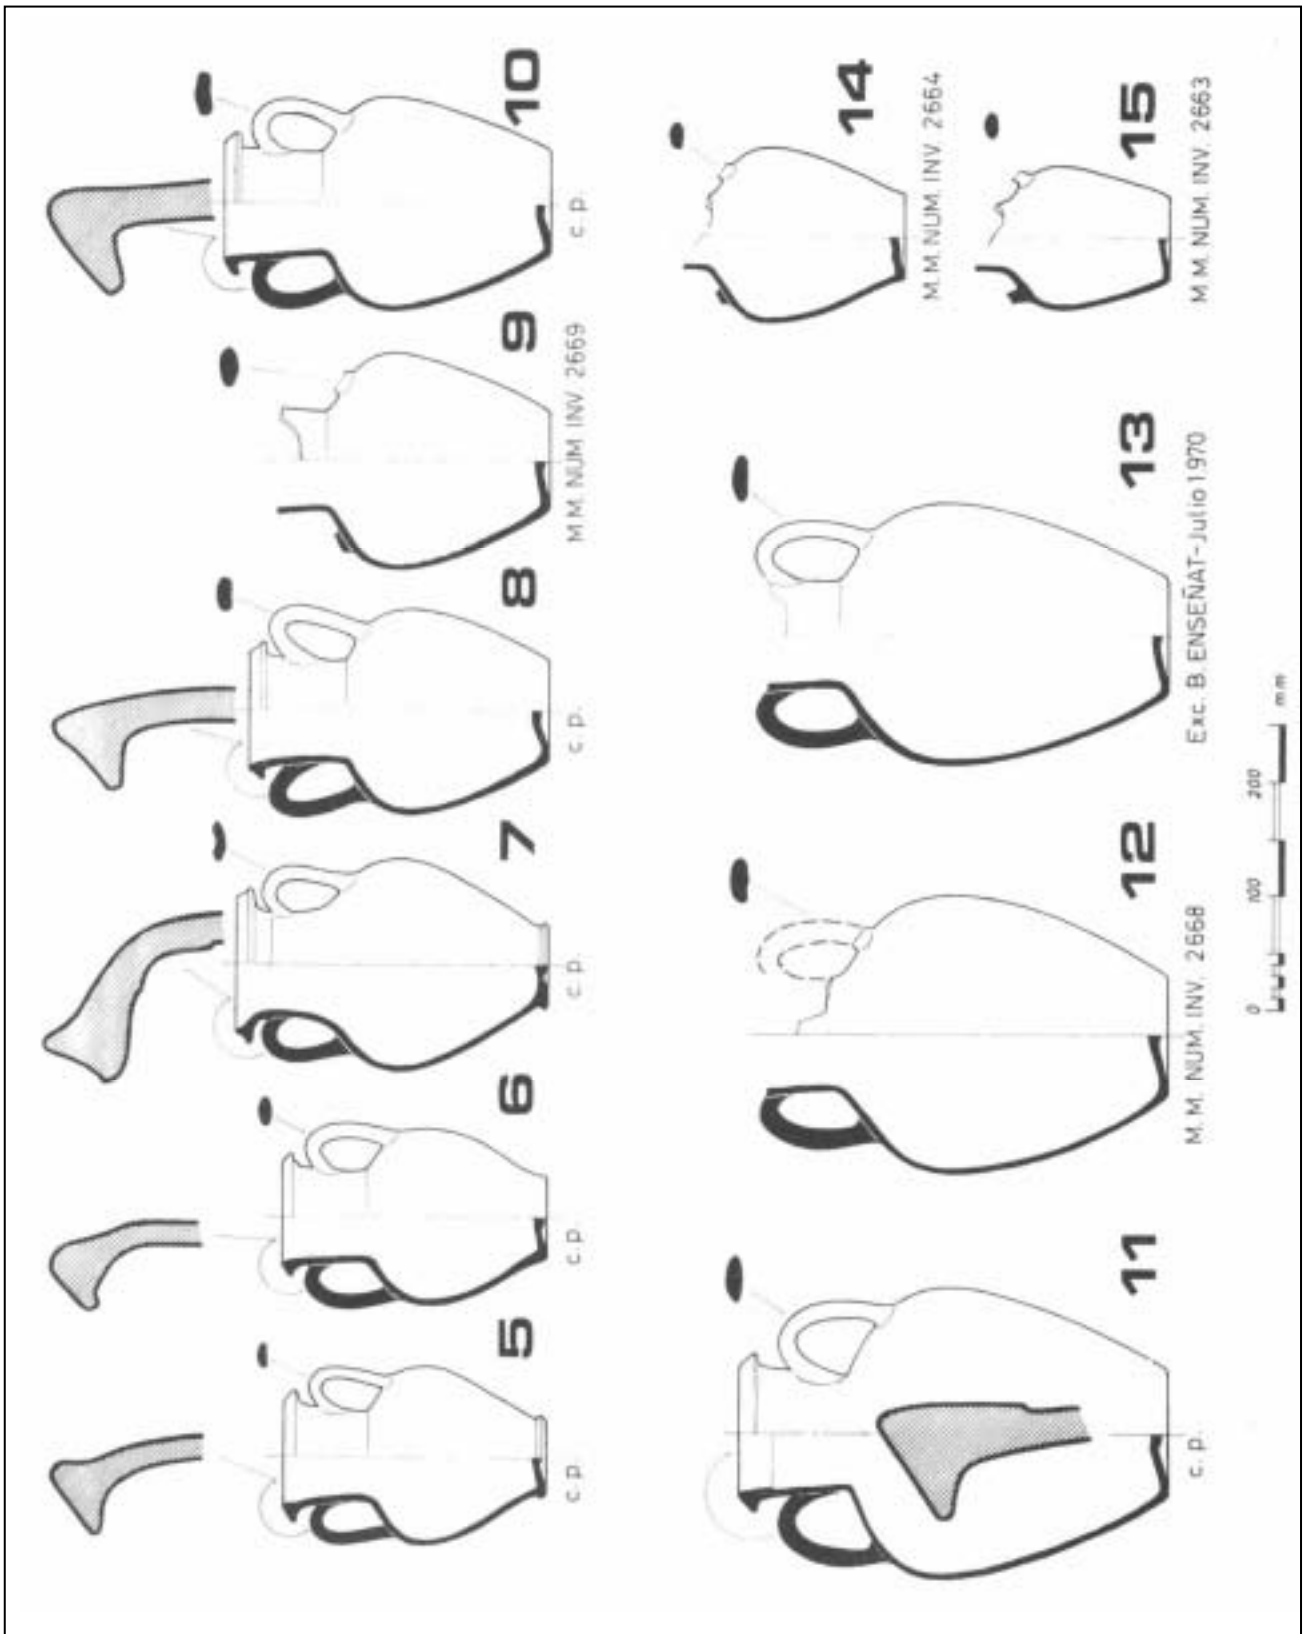 5
c.p.
6
c.p.
7
c.p.
8
c.p.
9
M.M. NUM INV. 2669
10
c.p.
11
c.p.
12
M. M. NUM. INV. 2668
13
Exc. B. ENSEÑAT-Julio 1970
14
M.M. NUM. INV. 2664
15
M.M. NUM. INV. 2663
0 100 200 mm